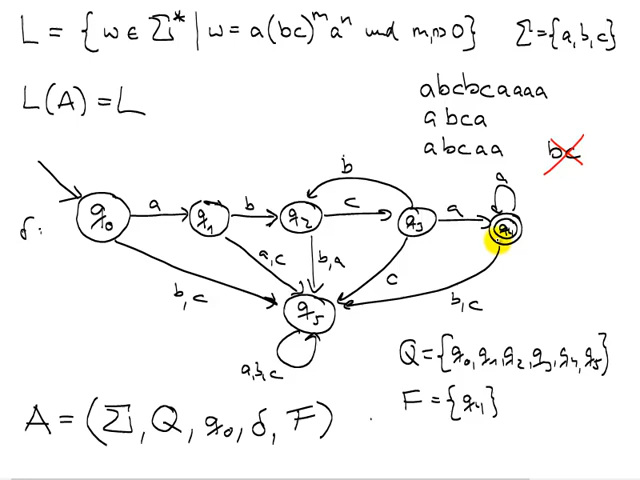 L = { w ∈ Σ* | w = a(bc)ᵐaⁿ und m,n>0} Σ={a,b,c}
L(A) = L
abcbcaaaa
abca
abcaa
bc
δ:
b
a
q₀ a q₁ b q₂ c q₃ a q₄
b,c
a,c
b,a
c
b,c
q₅
a,b,c
Q={q₀,q₁,q₂,q₃,q₄,q₅}
F={q₄}
A = (Σ, Q, q₀, δ, F)